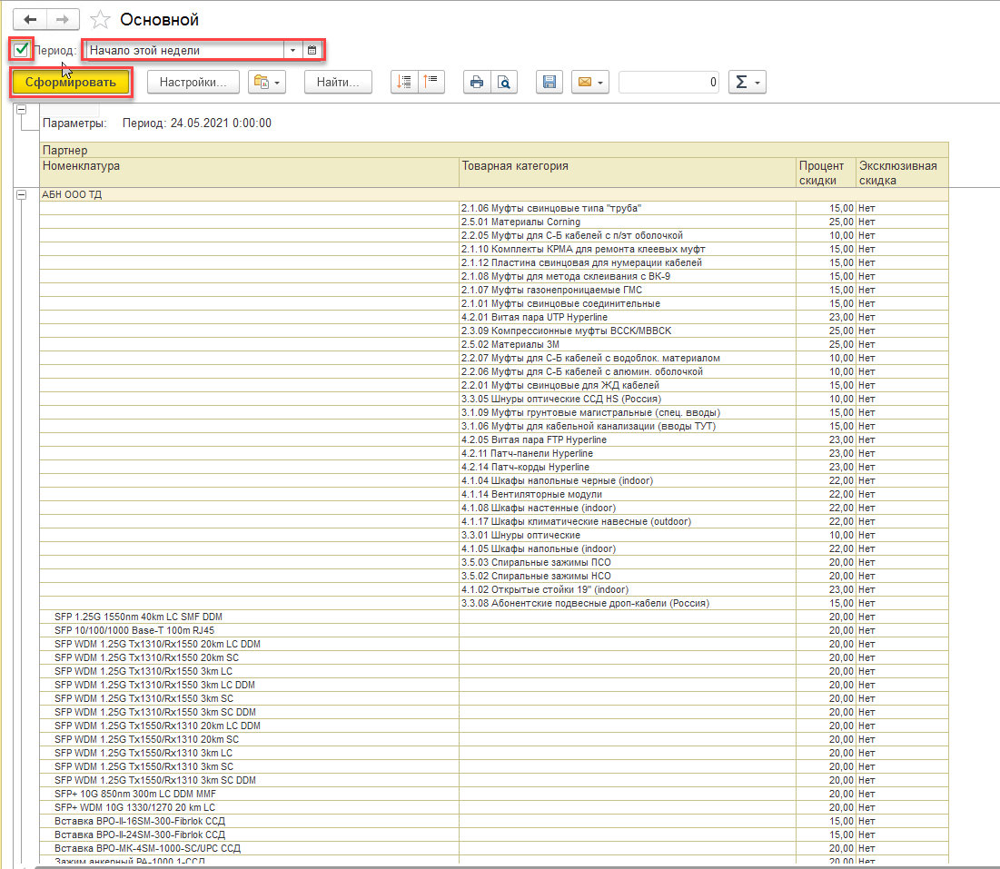 Основной
Период: Начало этой недели
Сформировать Настройки... Найти... 0 Σ
Параметры: Период: 24.05.2021 0:00:00
Партнер
Номенклатура Товарная категория Процент скидки Эксклюзивная скидка
АБН ООО ТД
2.1.06 Муфты свинцовые типа "труба" 15,00 Нет
2.5.01 Материалы Corning 25,00 Нет
2.2.05 Муфты для С-Б кабелей с п/эт оболочкой 10,00 Нет
2.1.10 Комплекты КРМА для ремонта клеевых муфт 15,00 Нет
2.1.12 Пластина свинцовая для нумерации кабелей 15,00 Нет
2.1.08 Муфты для метода склеивания с ВК-9 15,00 Нет
2.1.07 Муфты газонепроницаемые ГМС 15,00 Нет
2.1.01 Муфты свинцовые соединительные 15,00 Нет
4.2.01 Витая пара UTP Hyperline 23,00 Нет
2.3.09 Компрессионные муфты ВССК/МВВСК 25,00 Нет
2.5.02 Материалы 3М 25,00 Нет
2.2.07 Муфты для С-Б кабелей с водоблок. материалом 10,00 Нет
2.2.06 Муфты для С-Б кабелей с алюмин. оболочкой 10,00 Нет
2.2.01 Муфты свинцовые для ЖД кабелей 15,00 Нет
3.3.05 Шнуры оптические ССД HS (Россия) 10,00 Нет
3.1.09 Муфты грунтовые магистральные (спец. вводы) 15,00 Нет
3.1.06 Муфты для кабельной канализации (вводы ТУТ) 15,00 Нет
4.2.05 Витая пара FTP Hyperline 23,00 Нет
4.2.11 Патч-панели Hyperline 23,00 Нет
4.2.14 Патч-корды Hyperline 23,00 Нет
4.1.04 Шкафы напольные черные (indoor) 22,00 Нет
4.1.14 Вентиляторные модули 22,00 Нет
4.1.08 Шкафы настенные (indoor) 22,00 Нет
4.1.17 Шкафы климатические навесные (outdoor) 22,00 Нет
3.3.01 Шнуры оптические 10,00 Нет
4.1.05 Шкафы напольные (indoor) 22,00 Нет
3.5.03 Спиральные зажимы ПСО 20,00 Нет
3.5.02 Спиральные зажимы НСО 20,00 Нет
4.1.02 Открытые стойки 19" (indoor) 23,00 Нет
3.3.08 Абонентские подвесные дроп-кабели (Россия) 15,00 Нет
SFP 1.25G 1550nm 40km LC SMF DDM 20,00 Нет
SFP 10/100/1000 Base-T 100m RJ45 20,00 Нет
SFP WDM 1.25G Tx1310/Rx1550 20km LC DDM 20,00 Нет
SFP WDM 1.25G Tx1310/Rx1550 20km SC 20,00 Нет
SFP WDM 1.25G Tx1310/Rx1550 3km LC 20,00 Нет
SFP WDM 1.25G Tx1310/Rx1550 3km LC DDM 20,00 Нет
SFP WDM 1.25G Tx1310/Rx1550 3km SC 20,00 Нет
SFP WDM 1.25G Tx1310/Rx1550 3km SC DDM 20,00 Нет
SFP WDM 1.25G Tx1550/Rx1310 20km LC DDM 20,00 Нет
SFP WDM 1.25G Tx1550/Rx1310 20km SC 20,00 Нет
SFP WDM 1.25G Tx1550/Rx1310 3km LC 20,00 Нет
SFP WDM 1.25G Tx1550/Rx1310 3km SC 20,00 Нет
SFP WDM 1.25G Tx1550/Rx1310 3km SC DDM 20,00 Нет
SFP+ 10G 850nm 300m LC DDM MMF 20,00 Нет
SFP+ WDM 10G 1330/1270 20 km LC 20,00 Нет
Вставка ВРО-II-16SM-300-Fibrlok ССД 15,00 Нет
Вставка ВРО-II-24SM-300-Fibrlok ССД 15,00 Нет
Вставка ВРО-МК-4SM-1000-SC/UPC ССД 20,00 Нет
Зажим анкерный РА-1000.1-ССД 20,00 Нет